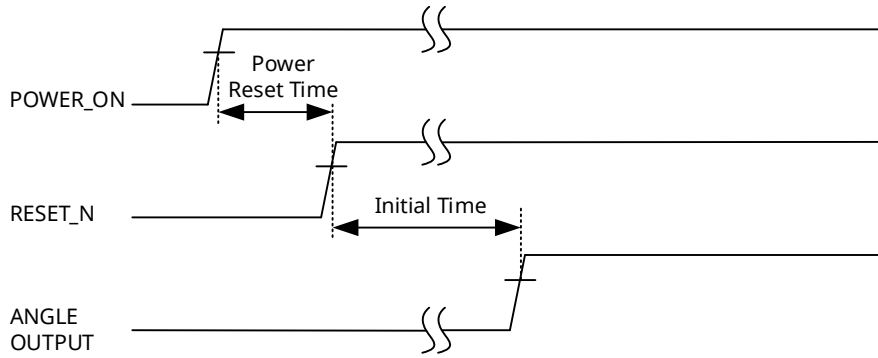 Power
Reset Time
POWER_ON
Initial Time
RESET_N
ANGLE
OUTPUT